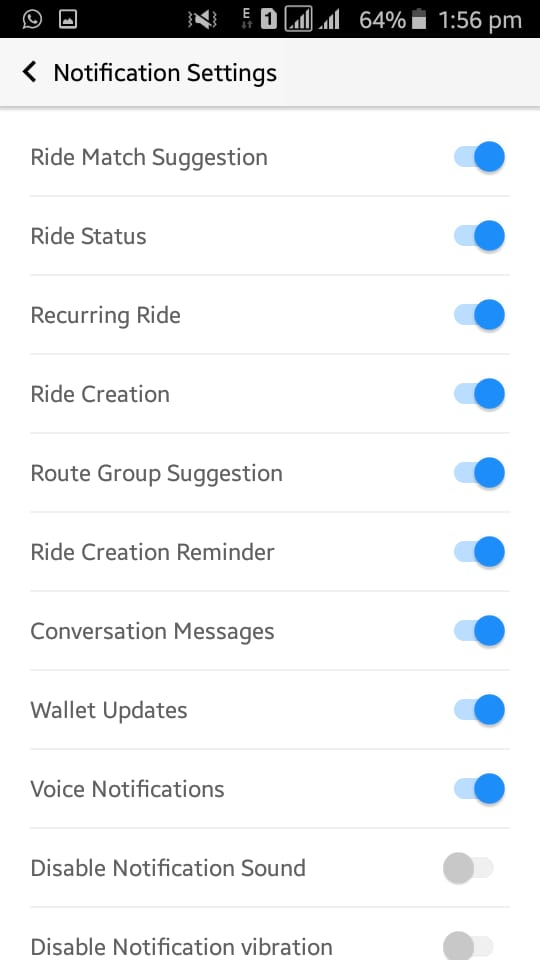 E 1 64% 1:56 pm
Notification Settings
Ride Match Suggestion
Ride Status
Recurring Ride
Ride Creation
Route Group Suggestion
Ride Creation Reminder
Conversation Messages
Wallet Updates
Voice Notifications
Disable Notification Sound
Disable Notification vibration